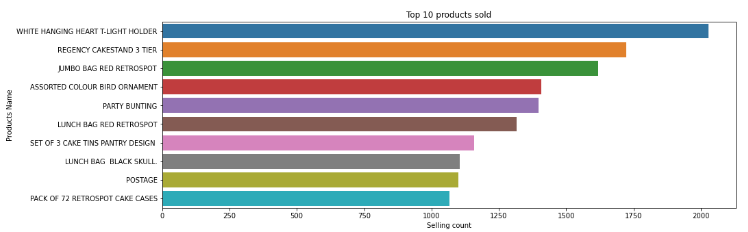 Top 10 products sold
Products Name
WHITE HANGING HEART T-LIGHT HOLDER
REGENCY CAKESTAND 3 TIER
JUMBO BAG RED RETROSPOT
ASSORTED COLOUR BIRD ORNAMENT
PARTY BUNTING
LUNCH BAG RED RETROSPOT
SET OF 3 CAKE TINS PANTRY DESIGN
LUNCH BAG  BLACK SKULL.
POSTAGE
PACK OF 72 RETROSPOT CAKE CASES
0 250 500 750 1000 1250 1500 1750 2000
Selling count